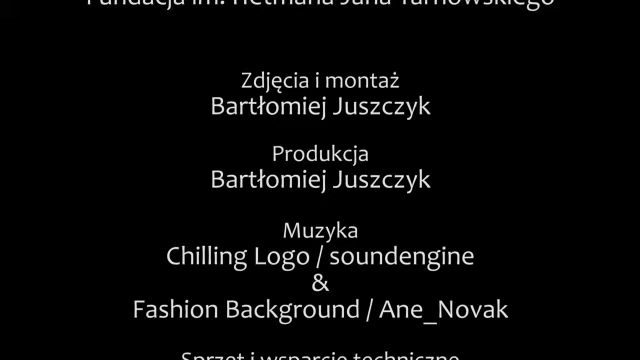 Fundacja im. Hetmana Jana Tarnowskiego
Zdjęcia i montaż
Bartłomiej Juszczyk
Produkcja
Bartłomiej Juszczyk
Muzyka
Chilling Logo / soundengine
&
Fashion Background / Ane_Novak
Sprzęt i wsparcie techniczne